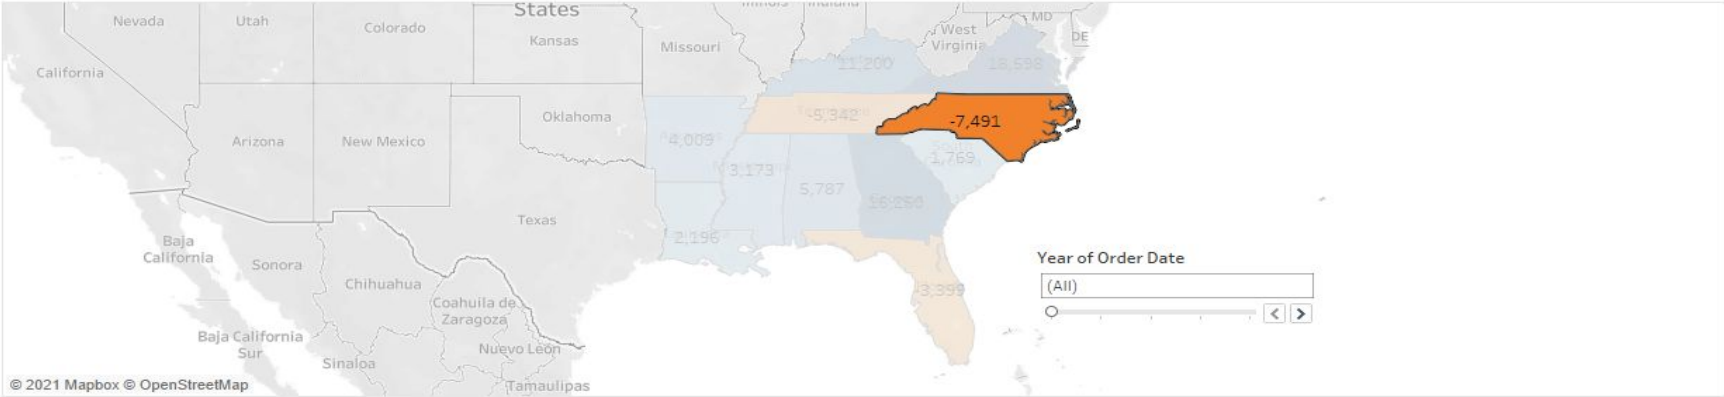 States
MD
Nevada
Utah
Colorado
Kansas
Missouri
West
Virginia
DE
California
11,200
18,598
Oklahoma
-5,342
-7,491
Arizona
New Mexico
4,009
3,173
1,769
5,787
16,250
Texas
2,196
Baja
California
Sonora
Chihuahua
Coahuila de
Zaragoza
-3,399
Year of Order Date
(All)
Baja California
Sur
Sinaloa
Nuevo León
Tamaulipas
© 2021 Mapbox © OpenStreetMap